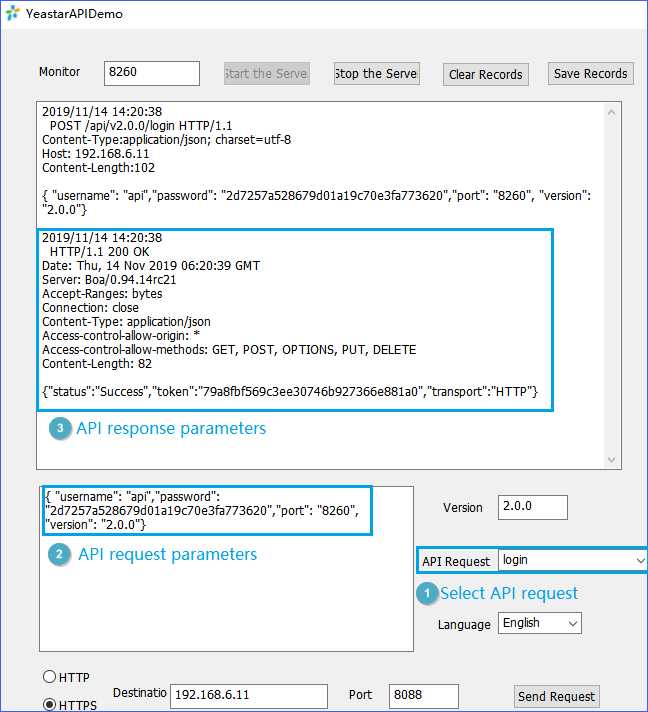 YeastarAPIDemo
Monitor 8260 Start the Serve Stop the Serve Clear Records Save Records
2019/11/14 14:20:38
POST /api/v2.0.0/login HTTP/1.1
Content-Type:application/json; charset=utf-8
Host: 192.168.6.11
Content-Length:102
{ "username": "api","password": "2d7257a528679d01a19c70e3fa773620","port": "8260", "version":
"2.0.0"}
2019/11/14 14:20:38
HTTP/1.1 200 OK
Date: Thu, 14 Nov 2019 06:20:39 GMT
Server: Boa/0.94.14rc21
Accept-Ranges: bytes
Connection: close
Content-Type: application/json
Access-control-allow-origin: *
Access-control-allow-methods: GET, POST, OPTIONS, PUT, DELETE
Content-Length: 82
{"status":"Success","token":"79a8fbf569c3ee30746b927366e881a0","transport":"HTTP"}
3 API response parameters
{ "username": "api","password":
"2d7257a528679d01a19c70e3fa773620","port": "8260",
"version": "2.0.0"}
2 API request parameters
Version 2.0.0
API Request login
1 Select API request
Language English
HTTP
HTTPS
Destinatio 192.168.6.11 Port 8088 Send Request